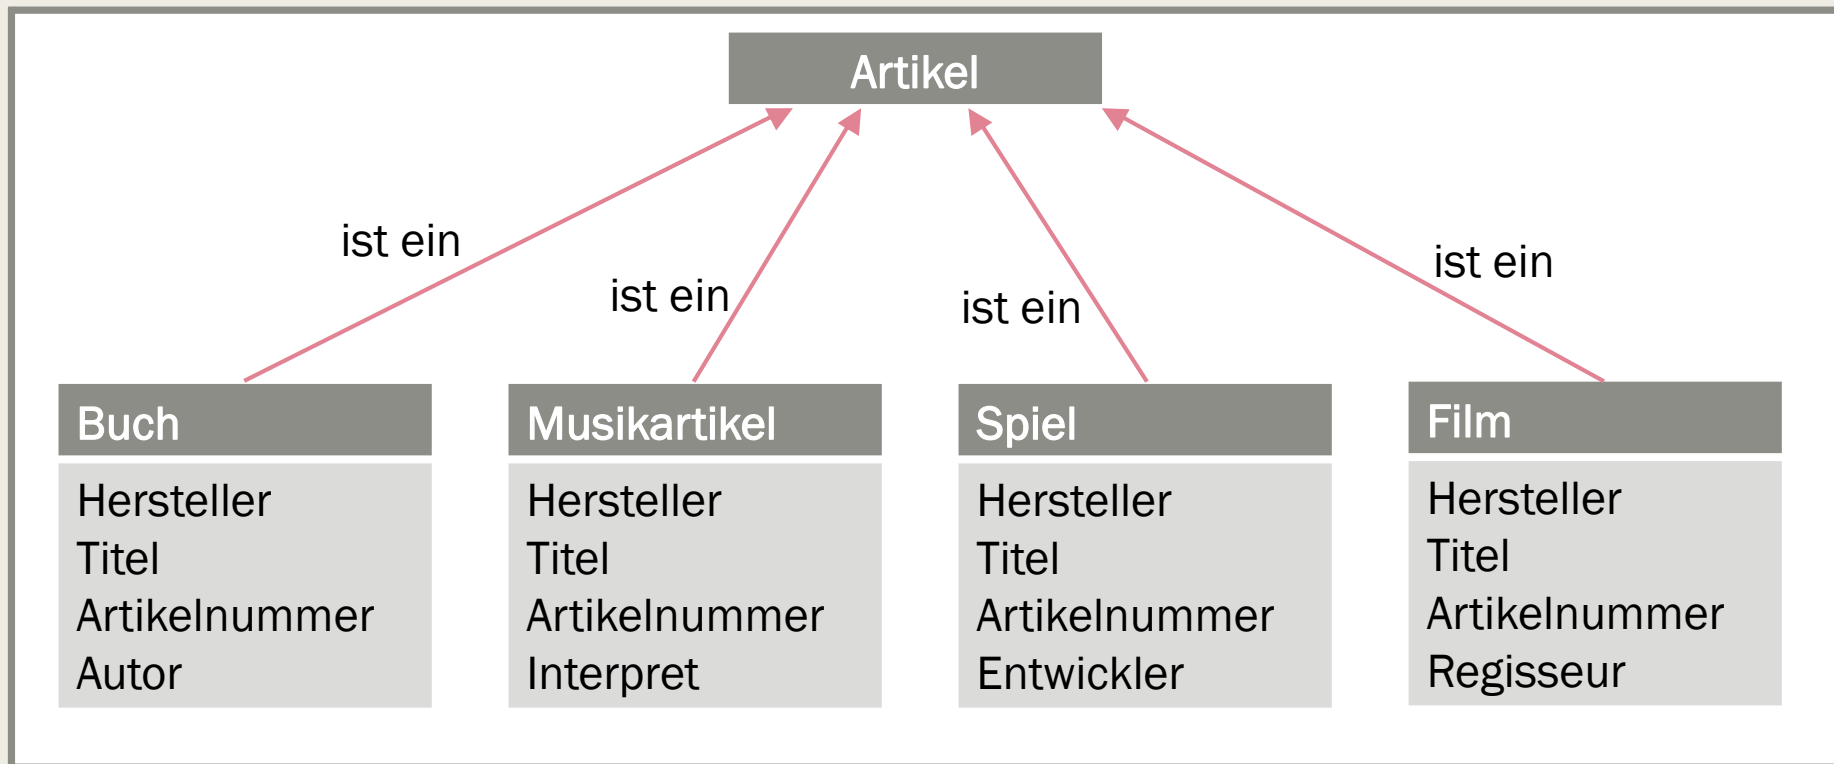 Artikel
ist ein
ist ein
ist ein
ist ein
Buch
Hersteller
Titel
Artikelnummer
Autor
Musikartikel
Hersteller
Titel
Artikelnummer
Interpret
Spiel
Hersteller
Titel
Artikelnummer
Entwickler
Film
Hersteller
Titel
Artikelnummer
Regisseur